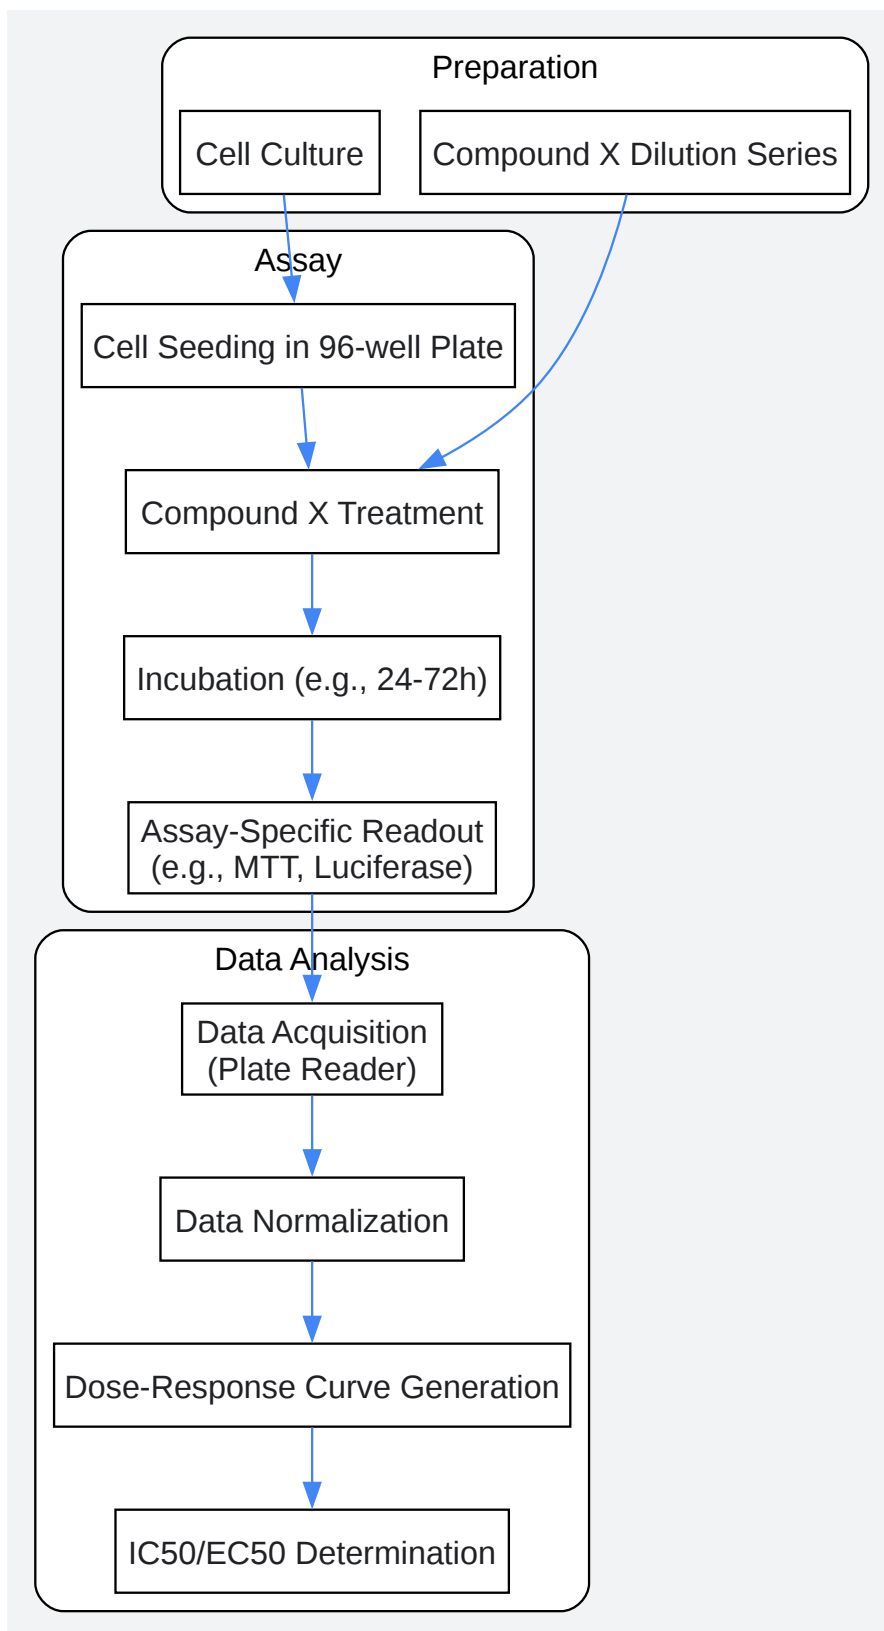 Preparation
Cell Culture
Compound X Dilution Series
Assay
Cell Seeding in 96-well Plate
Compound X Treatment
Incubation (e.g., 24-72h)
Assay-Specific Readout
(e.g., MTT, Luciferase)
Data Analysis
Data Acquisition
(Plate Reader)
Data Normalization
Dose-Response Curve Generation
IC50/EC50 Determination